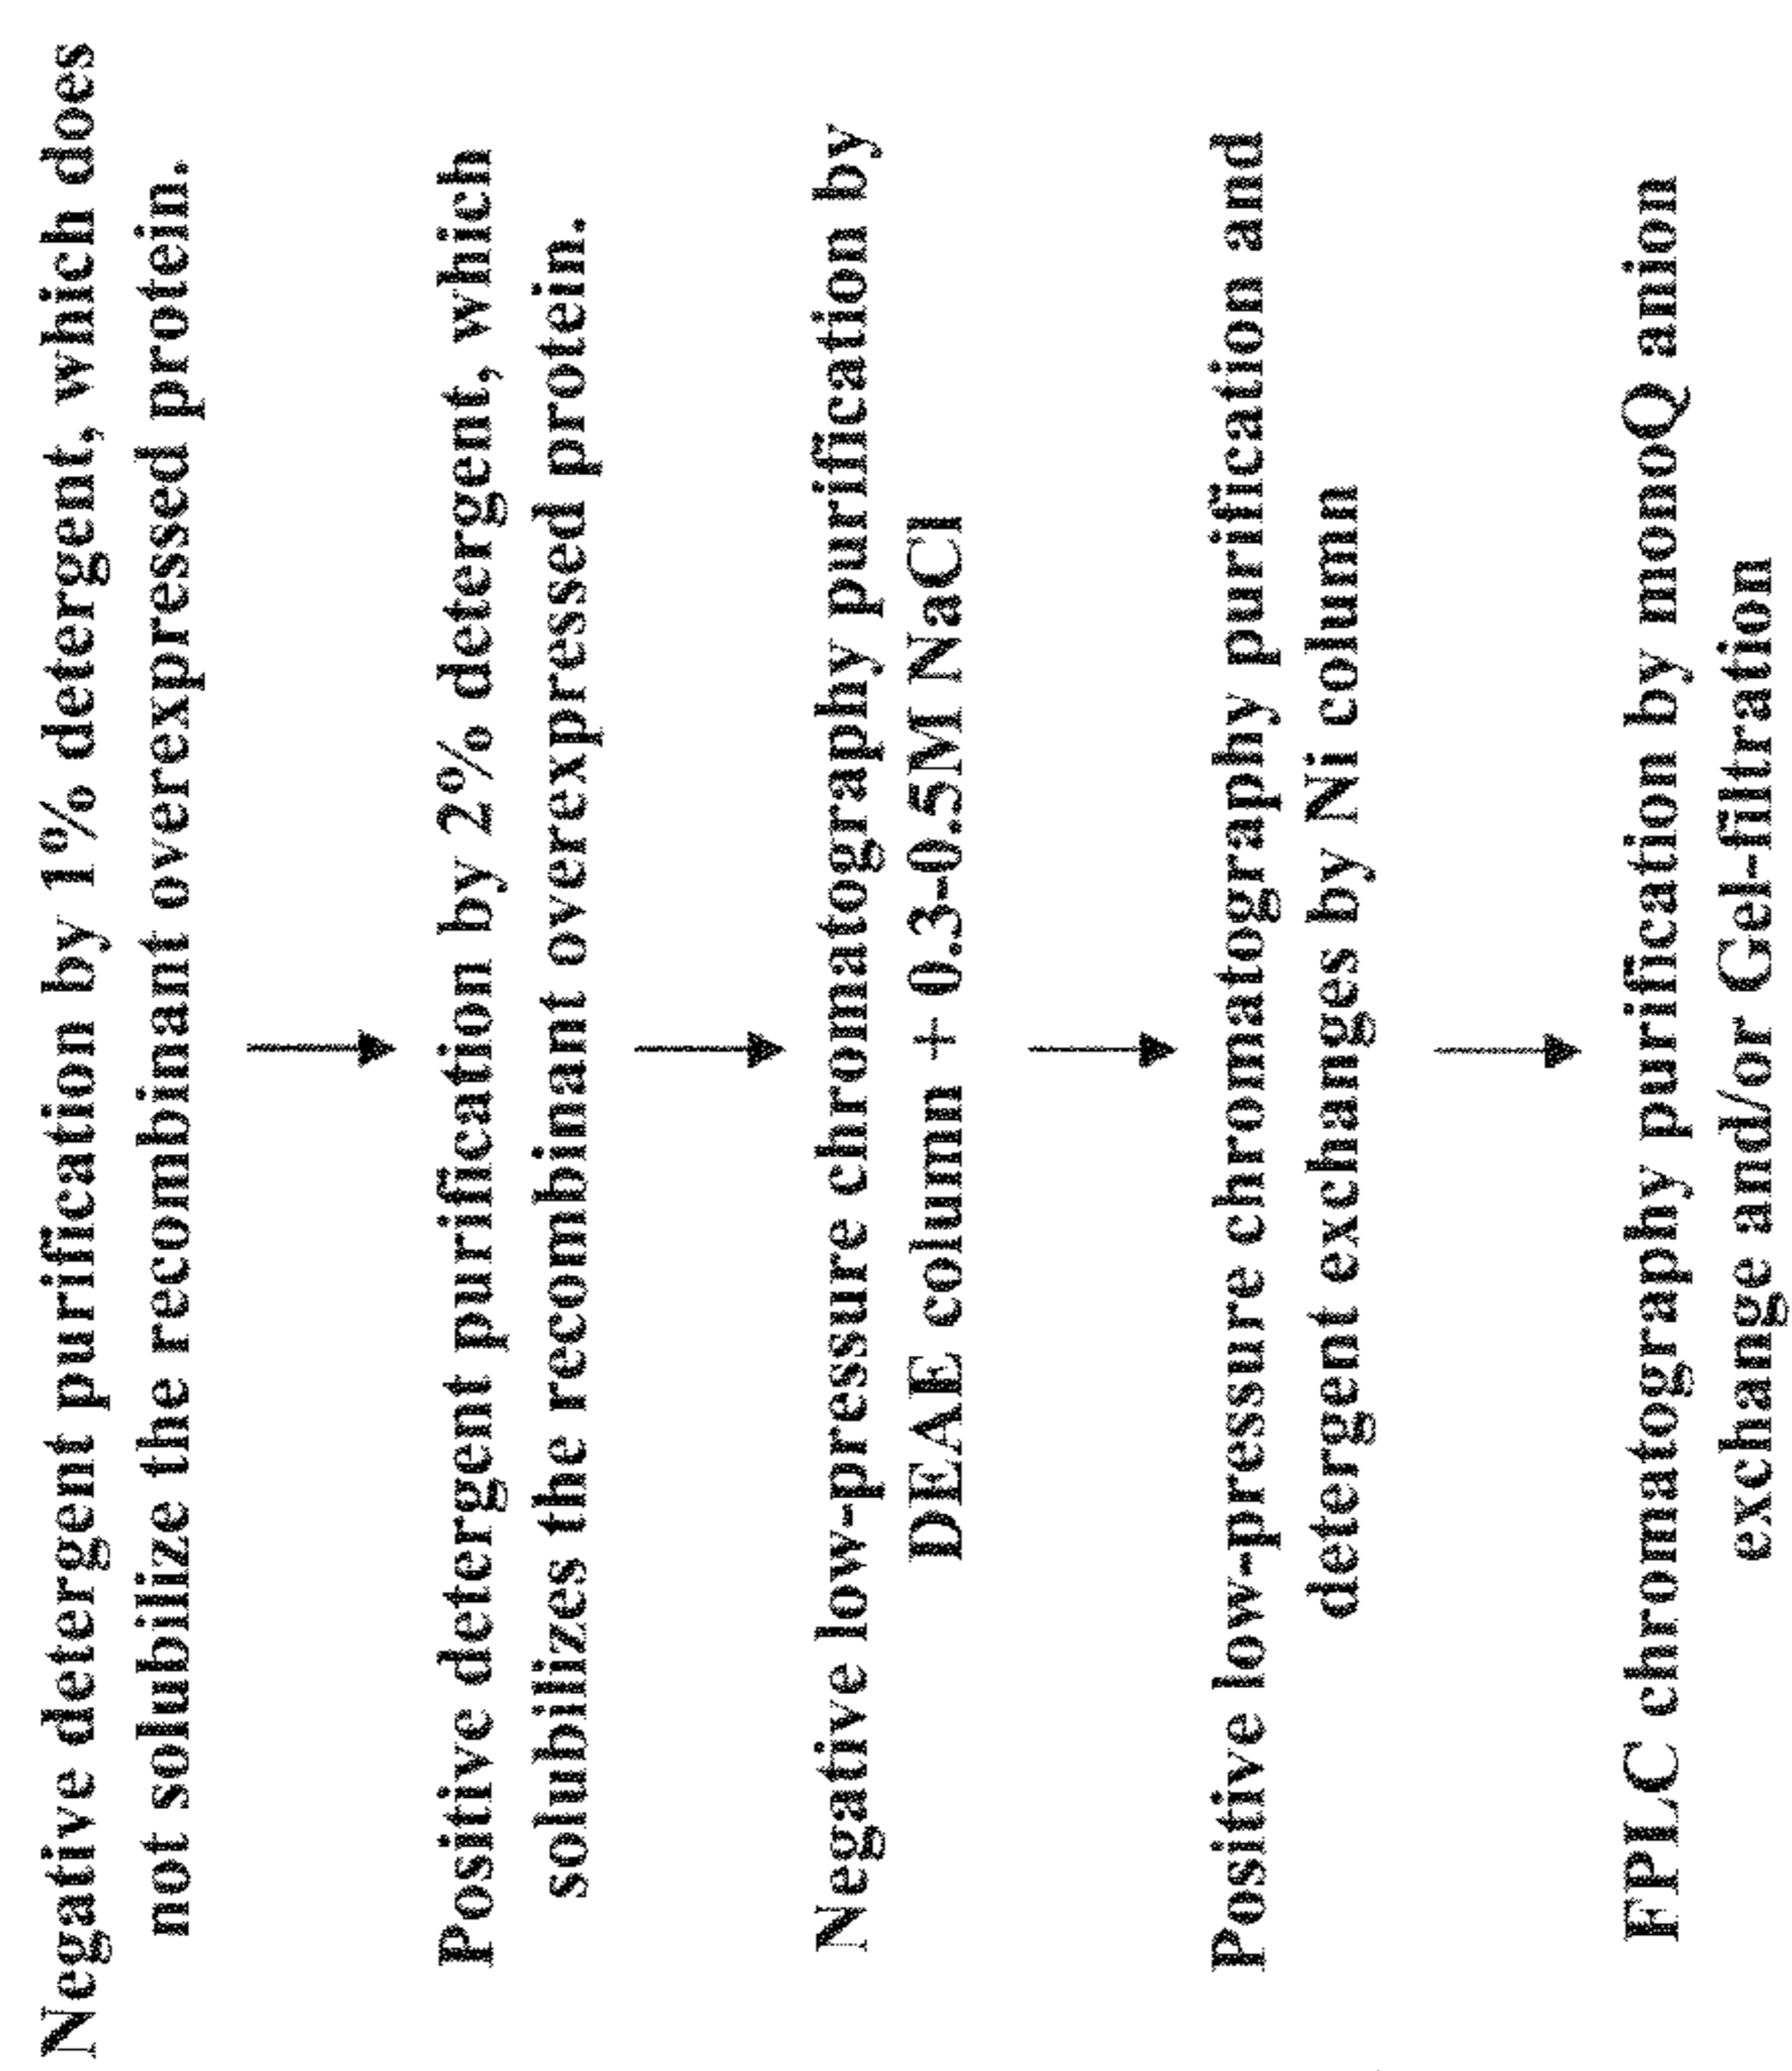 Negative detergent purification by 1% detergent, which does
not solubilize the recombinant overexpressed protein.
Positive detergent purification by 2% detergent, which
solubilizes the recombinant overexpressed protein.
Negative low-pressure chromatography purification by
DEAE column + 0.3-0.5M NaCl
Positive low-pressure chromatography purification and
detergent exchanges by Ni column
FPLC chromatography purification by monoQ anion
exchange and/or Gel-filtration